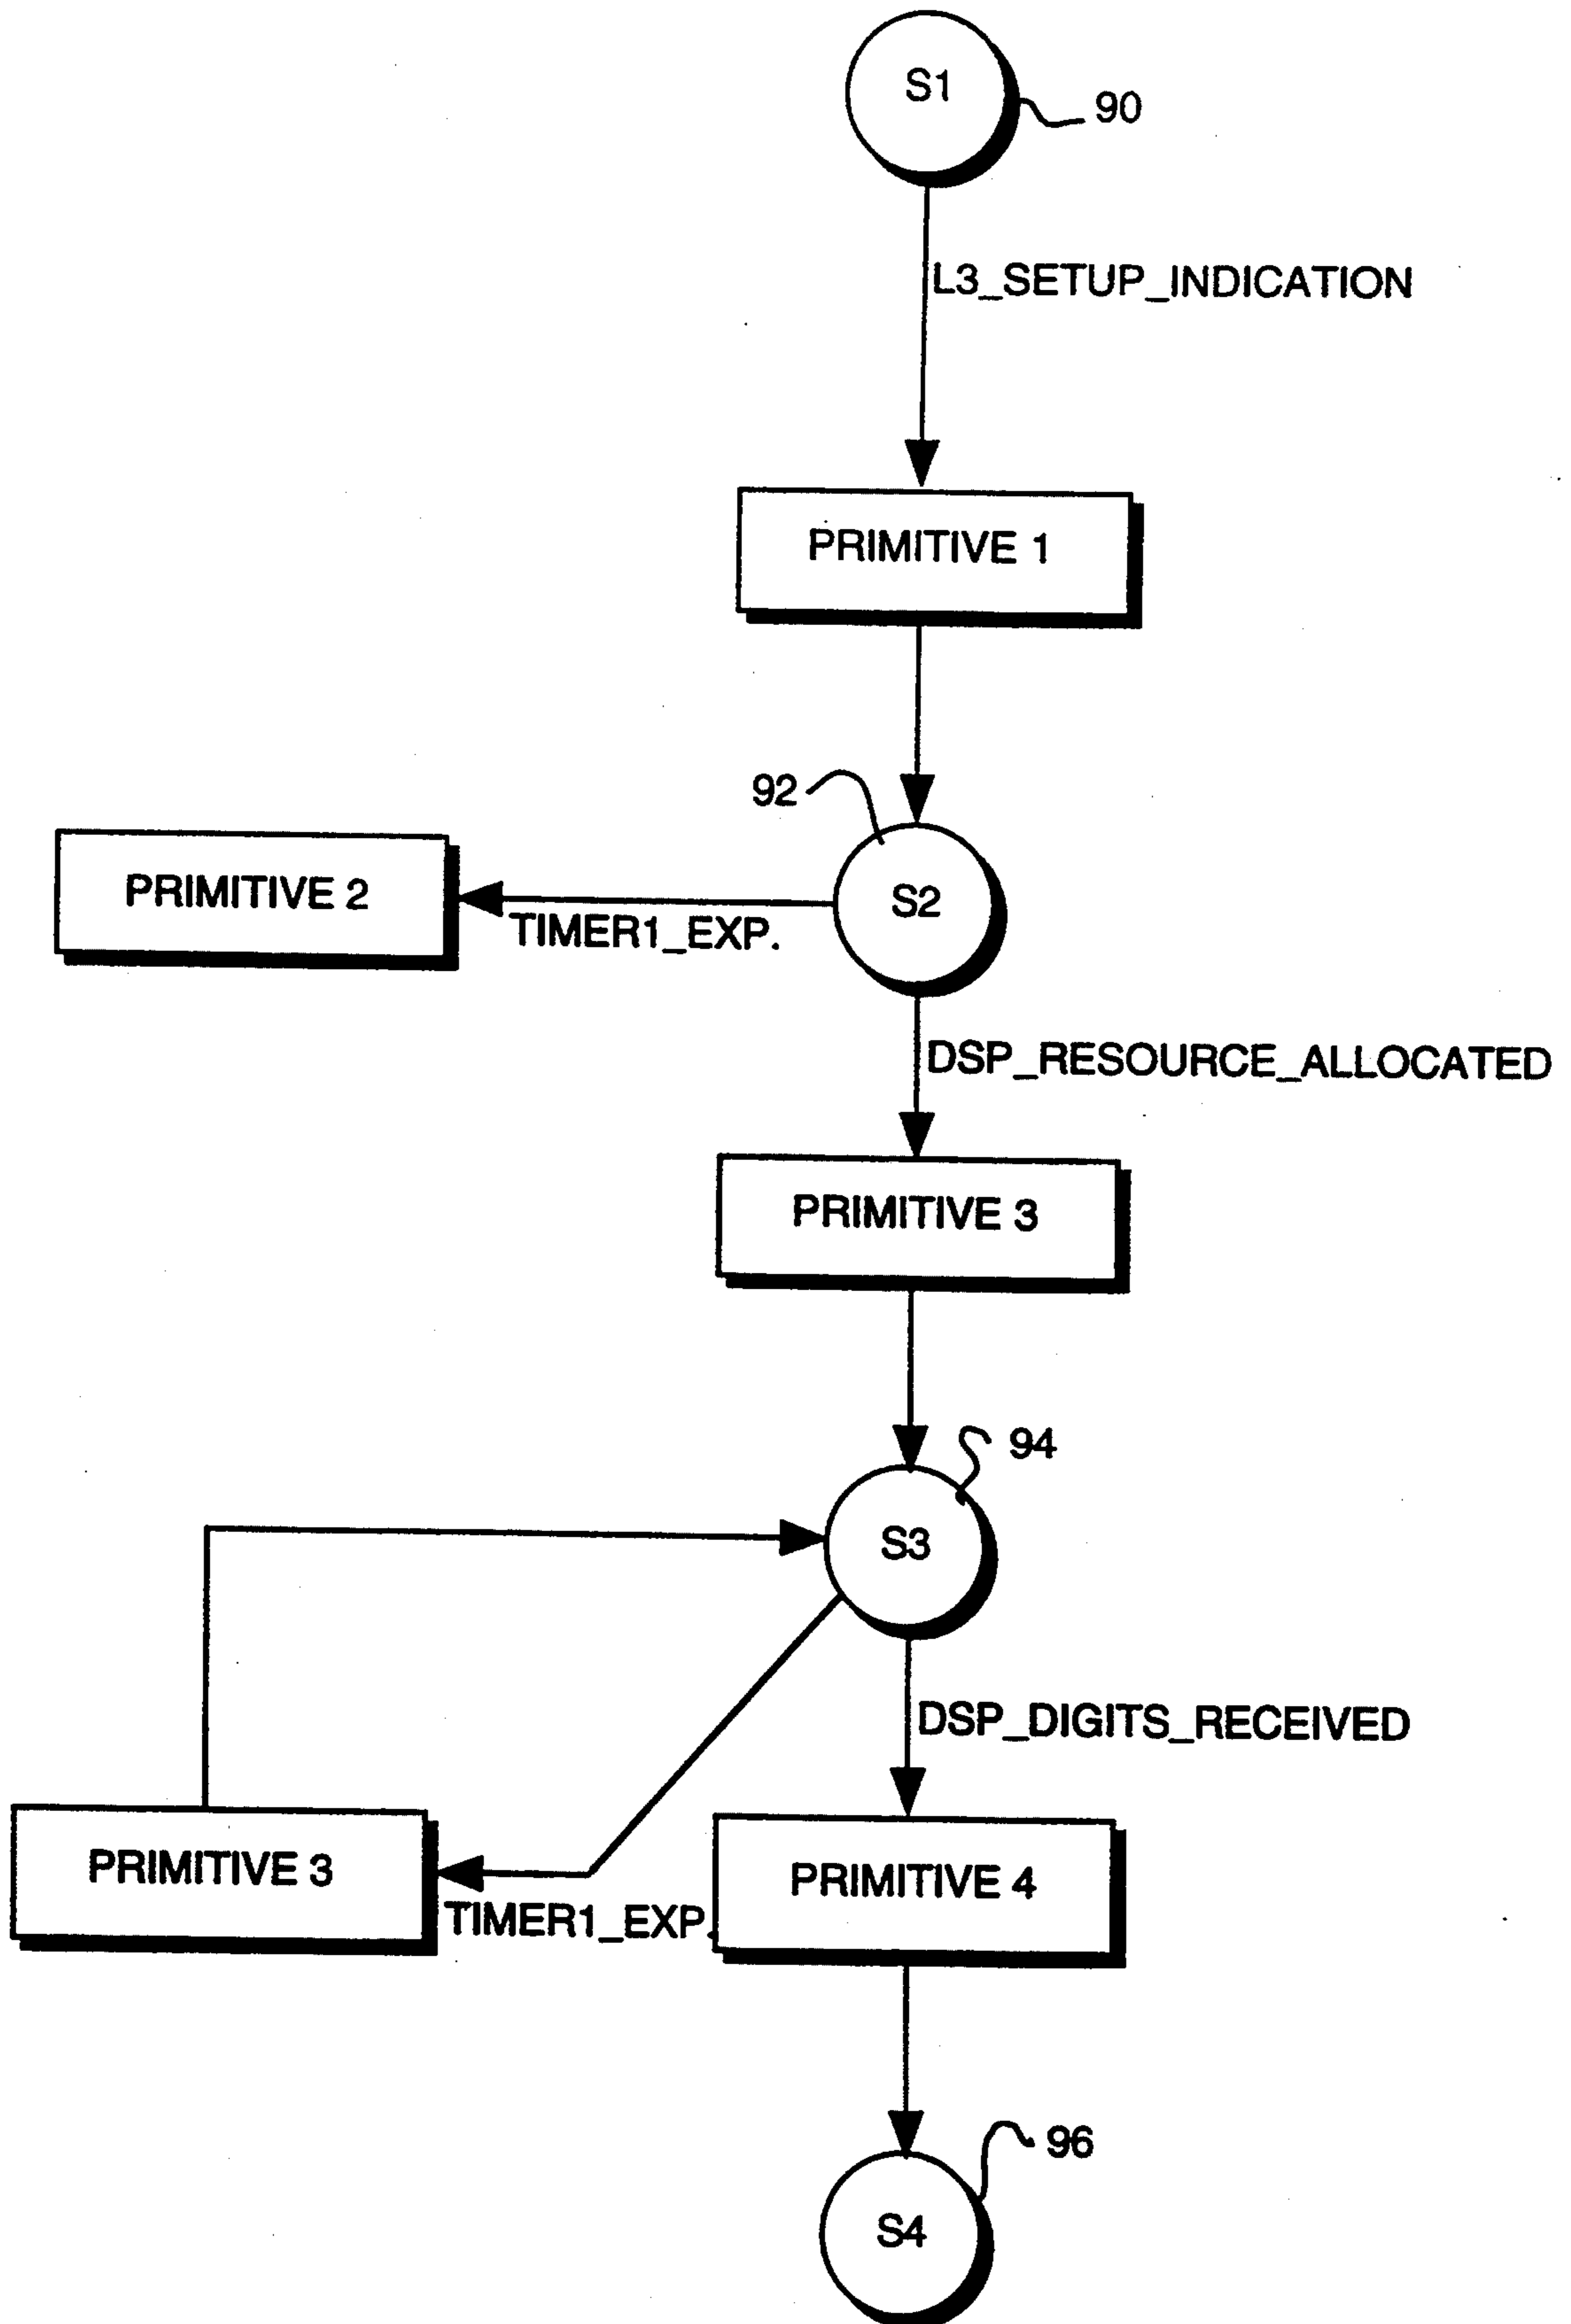 S1
90
L3_SETUP_INDICATION
PRIMITIVE 1
92
PRIMITIVE 2
S2
TIMER1_EXP.
DSP_RESOURCE_ALLOCATED
PRIMITIVE 3
94
S3
DSP_DIGITS_RECEIVED
PRIMITIVE 3
PRIMITIVE 4
TIMER1_EXP.
96
S4